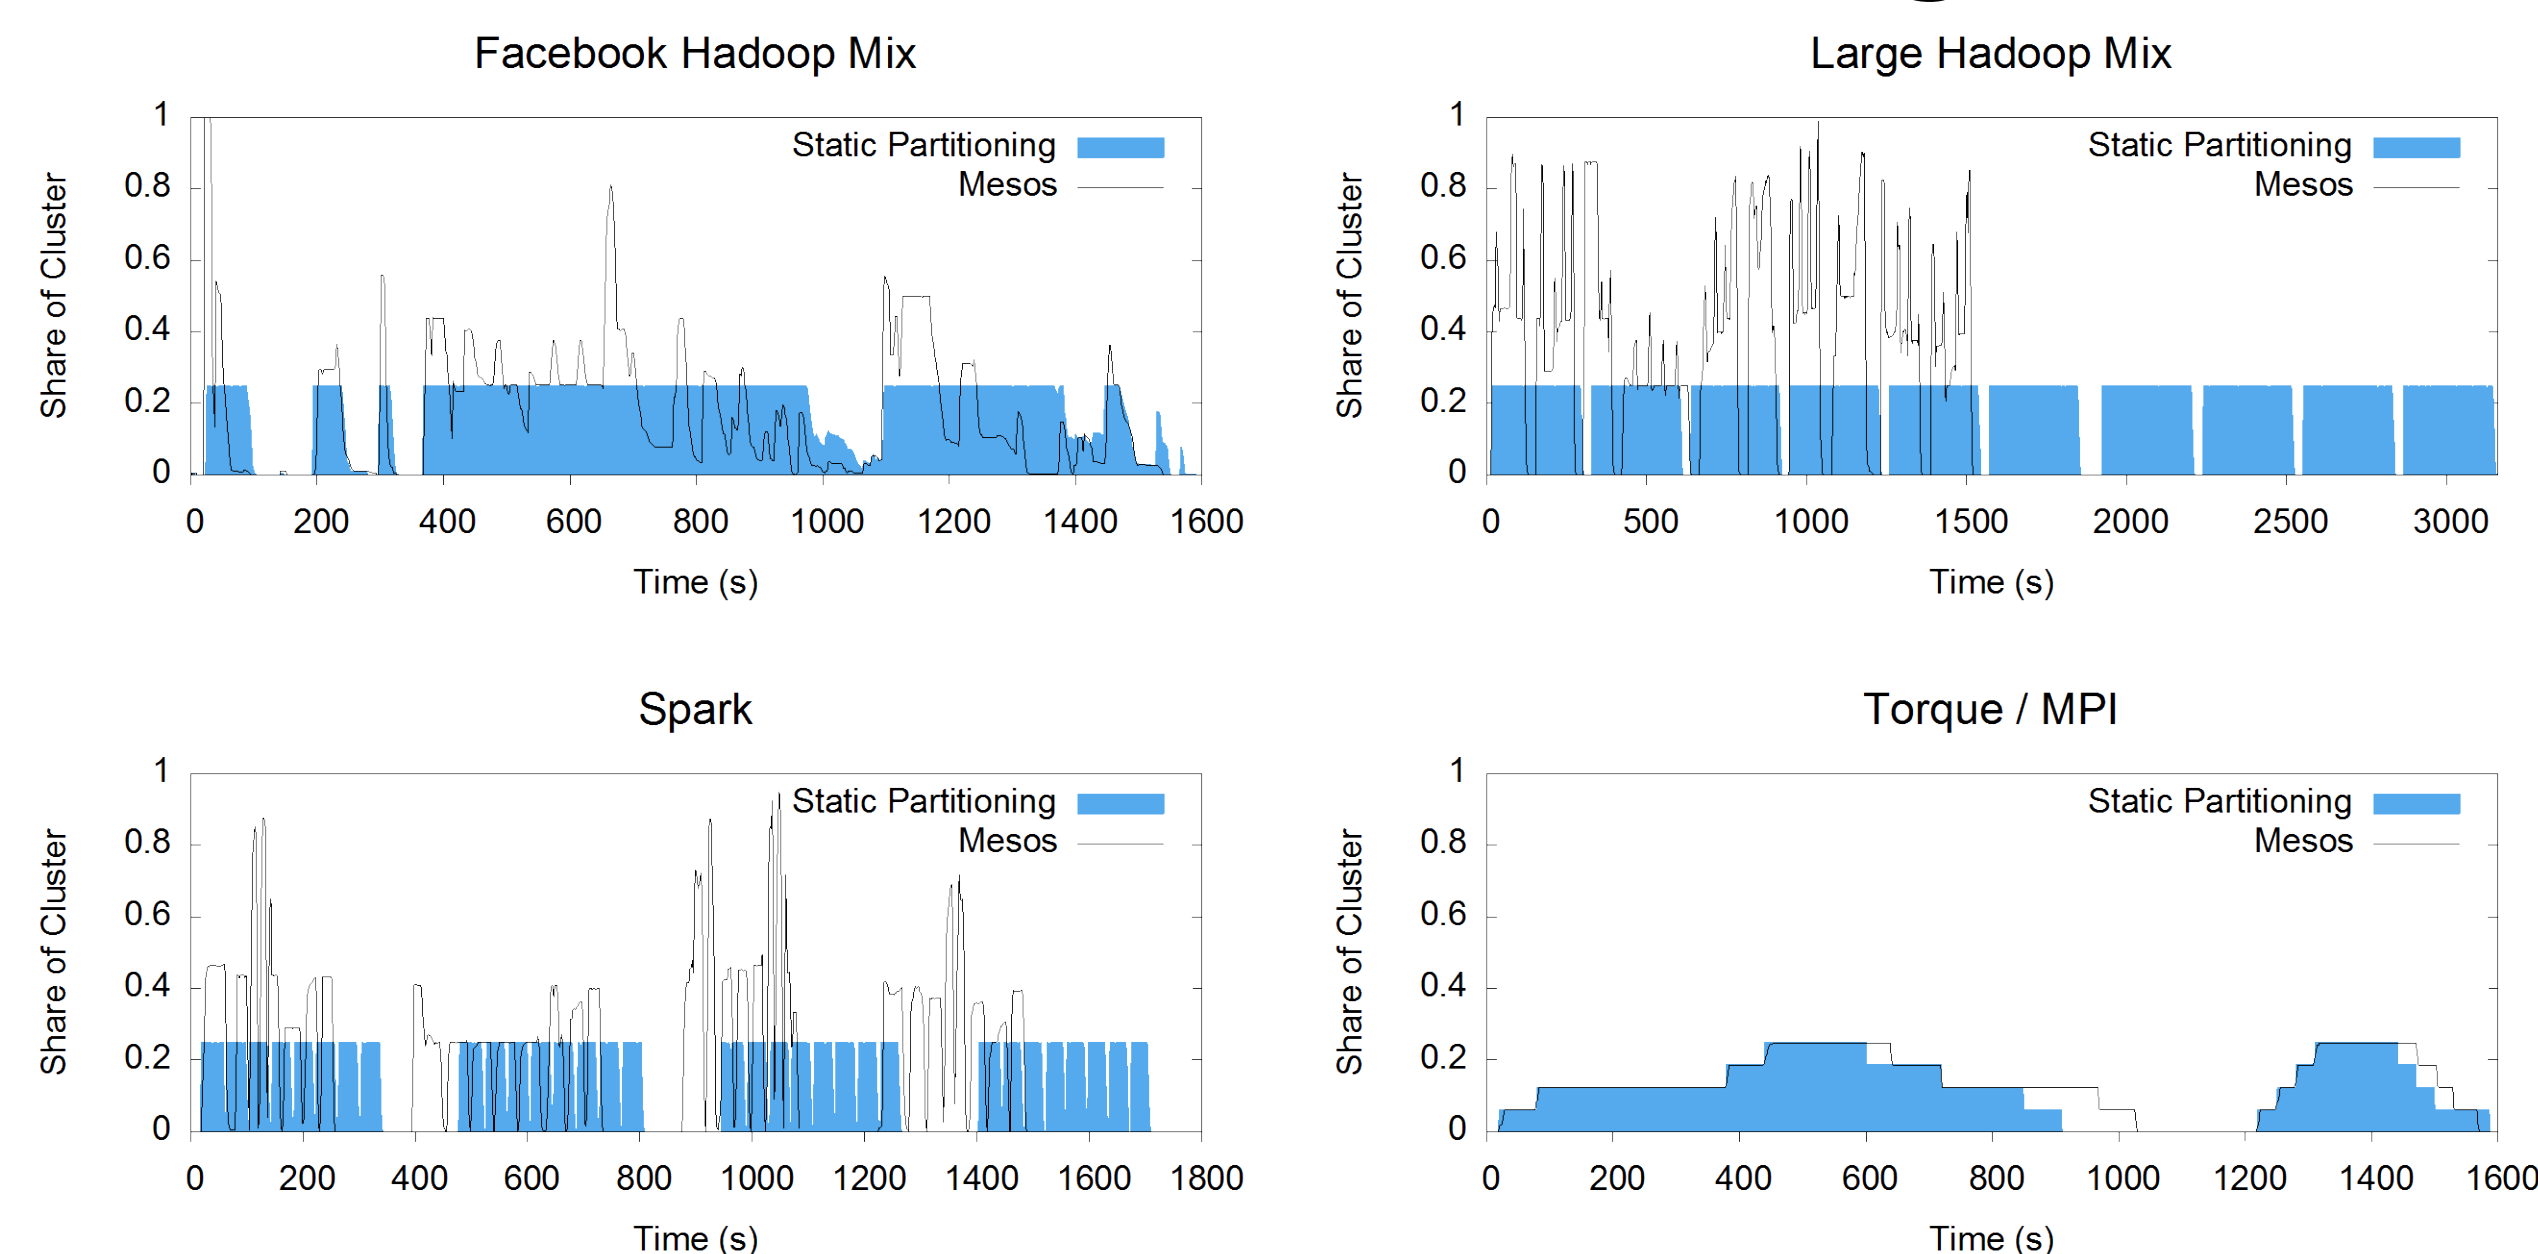 Facebook Hadoop Mix
Share of Cluster
1
0.8
0.6
0.4
0.2
0
Static Partitioning
Mesos
0 200 400 600 800 1000 1200 1400 1600
Time (s)
Large Hadoop Mix
Share of Cluster
1
0.8
0.6
0.4
0.2
0
Static Partitioning
Mesos
0 500 1000 1500 2000 2500 3000
Time (s)
Spark
Share of Cluster
1
0.8
0.6
0.4
0.2
0
Static Partitioning
Mesos
0 200 400 600 800 1000 1200 1400 1600 1800
Time (s)
Torque / MPI
Share of Cluster
1
0.8
0.6
0.4
0.2
0
Static Partitioning
Mesos
0 200 400 600 800 1000 1200 1400 1600
Time (s)